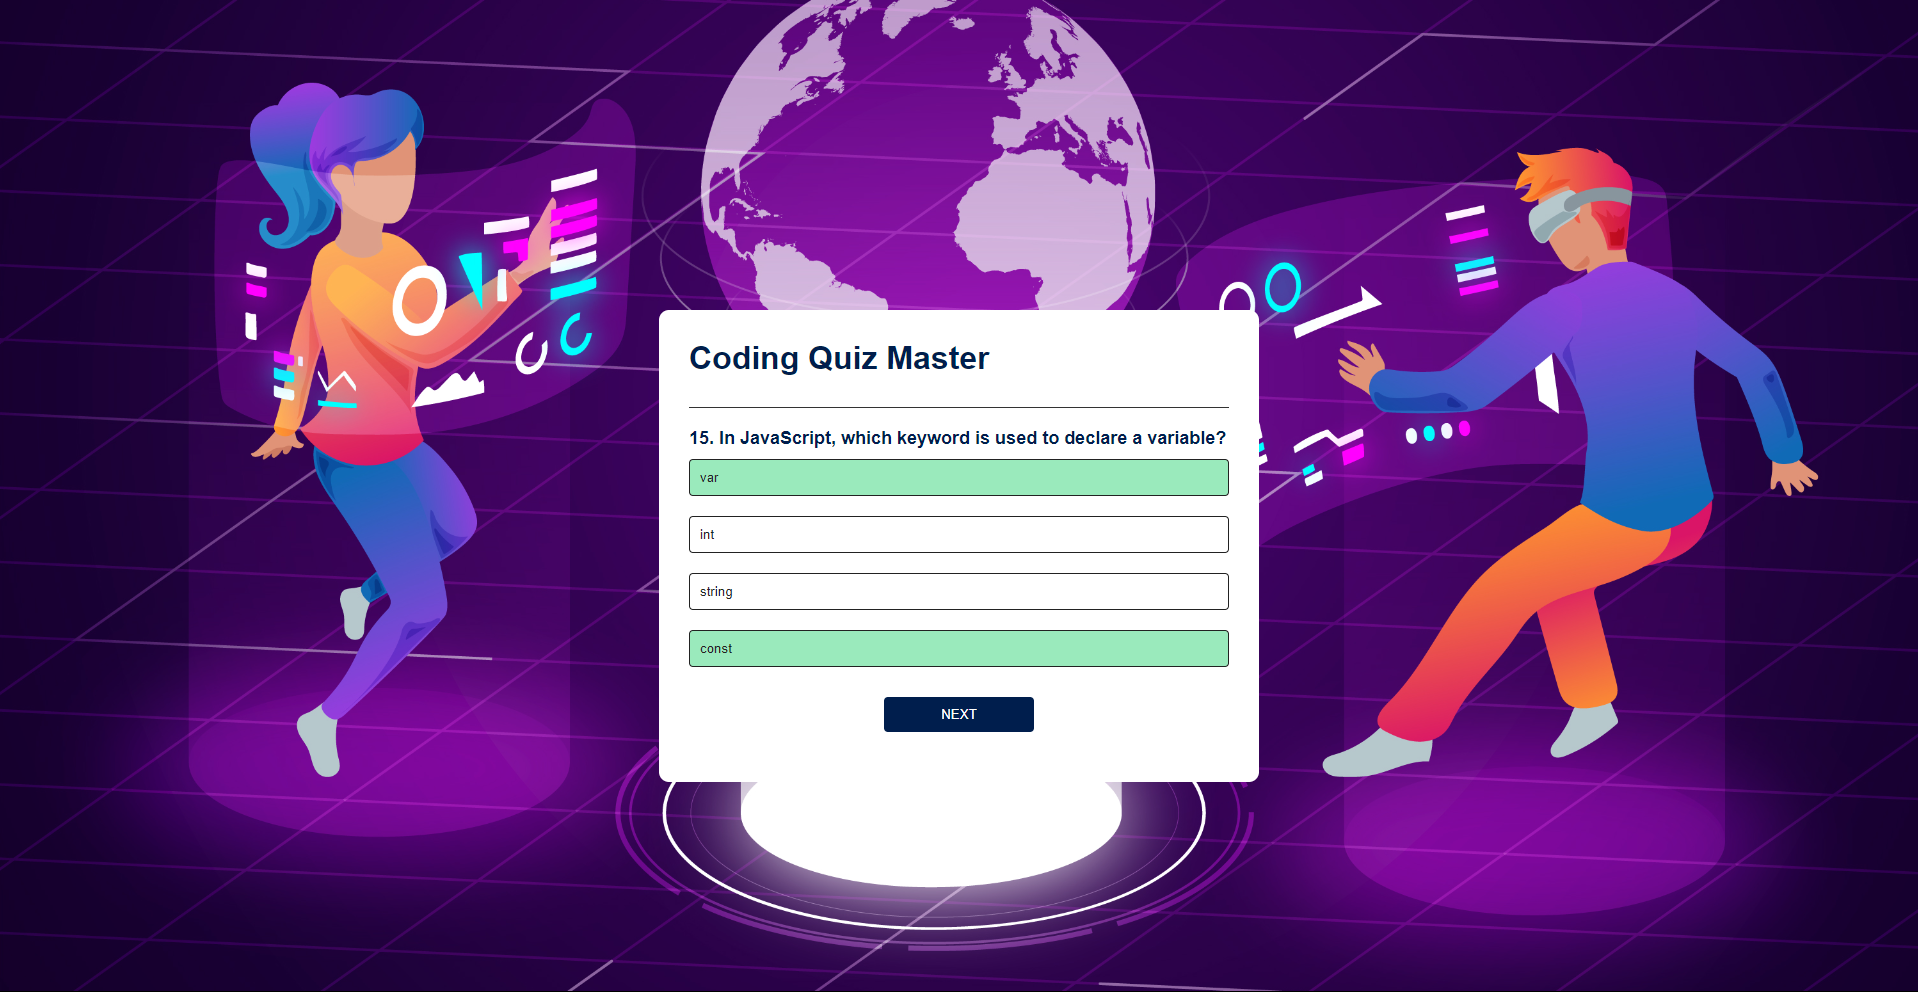 Coding Quiz Master
15. In JavaScript, which keyword is used to declare a variable?
var
int
string
const
NEXT